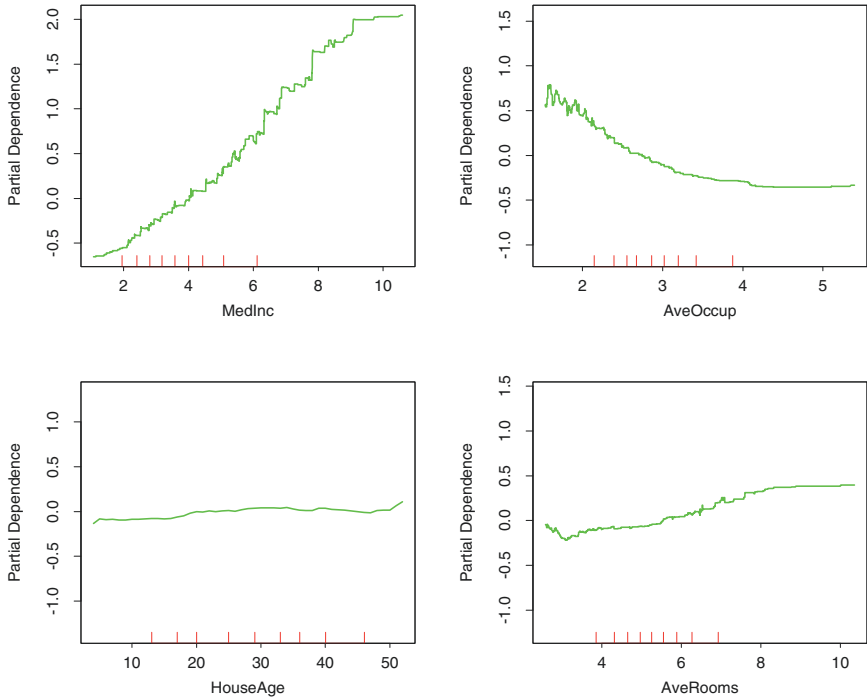 Partial Dependence
-0.5 0.0 0.5 1.0 1.5 2.0
2 4 6 8 10
MedInc
Partial Dependence
-1.0 -0.5 0.0 0.5 1.0 1.5
2 3 4 5
AveOccup
Partial Dependence
-1.0 -0.5 0.0 0.5 1.0
10 20 30 40 50
HouseAge
Partial Dependence
-1.0 -0.5 0.0 0.5 1.0 1.5
4 6 8 10
AveRooms